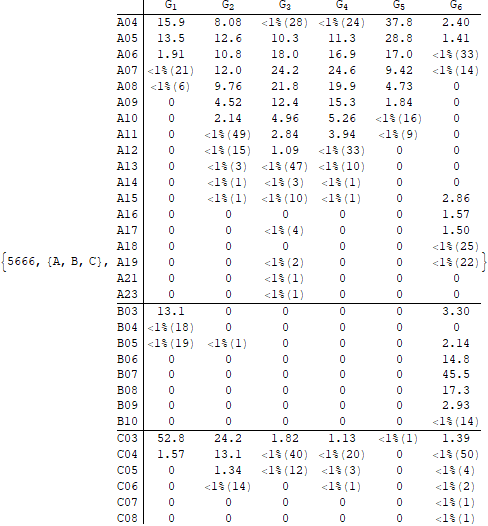 G1 G2 G3 G4 G5 G6
A04 15.9 8.08 <1%(28) <1%(24) 37.8 2.40
A05 13.5 12.6 10.3 11.3 28.8 1.41
A06 1.91 10.8 18.0 16.9 17.0 <1%(33)
A07 <1%(21) 12.0 24.2 24.6 9.42 <1%(14)
A08 <1%(6) 9.76 21.8 19.9 4.73 0
A09 0 4.52 12.4 15.3 1.84 0
A10 0 2.14 4.96 5.26 <1%(16) 0
A11 0 <1%(49) 2.84 3.94 <1%(9) 0
A12 0 <1%(15) 1.09 <1%(33) 0 0
A13 0 <1%(3) <1%(47) <1%(10) 0 0
A14 0 <1%(1) <1%(3) <1%(1) 0 0
A15 0 <1%(1) <1%(10) <1%(1) 0 2.86
A16 0 0 0 0 0 1.57
A17 0 0 <1%(4) 0 0 1.50
A18 0 0 0 0 0 <1%(25)
{5666, {A, B, C}, A19 0 0 <1%(2) 0 0 <1%(22)}
A21 0 0 <1%(1) 0 0 0
A23 0 0 <1%(1) 0 0 0
B03 13.1 0 0 0 0 3.30
B04 <1%(18) 0 0 0 0 0
B05 <1%(19) <1%(1) 0 0 0 2.14
B06 0 0 0 0 0 14.8
B07 0 0 0 0 0 45.5
B08 0 0 0 0 0 17.3
B09 0 0 0 0 0 2.93
B10 0 0 0 0 0 <1%(14)
C03 52.8 24.2 1.82 1.13 <1%(1) 1.39
C04 1.57 13.1 <1%(40) <1%(20) 0 <1%(50)
C05 0 1.34 <1%(12) <1%(3) 0 <1%(4)
C06 0 <1%(14) 0 <1%(1) 0 <1%(2)
C07 0 0 0 0 0 <1%(1)
C08 0 0 0 0 0 <1%(1)